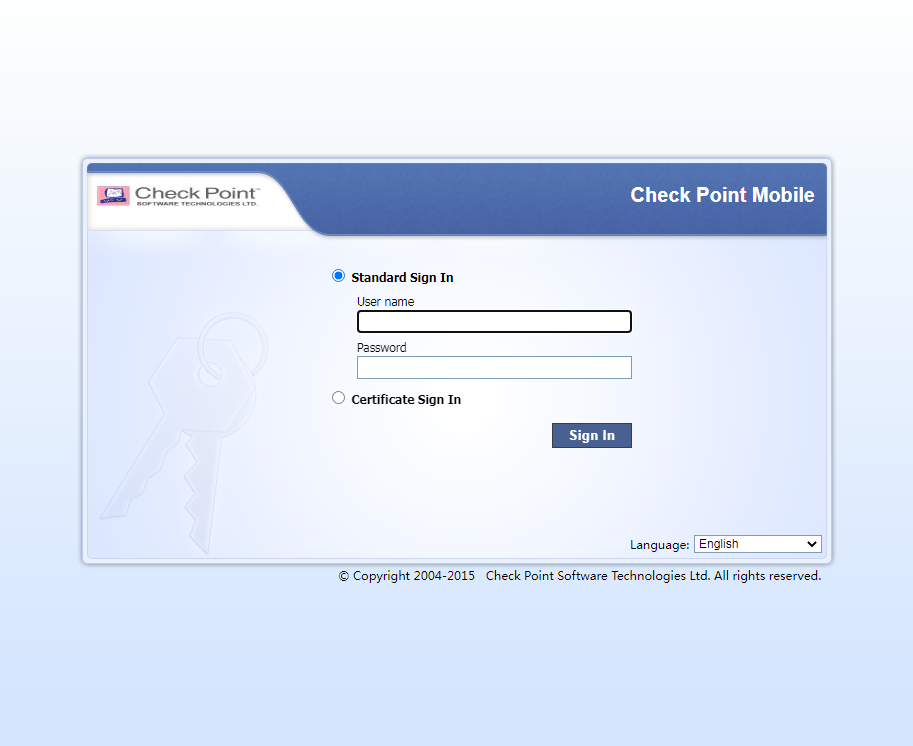 Check Point™
SOFTWARE TECHNOLOGIES LTD.
Check Point Mobile
Standard Sign In
User name
Password
Certificate Sign In
Sign In
Language: English
© Copyright 2004-2015 Check Point Software Technologies Ltd. All rights reserved.